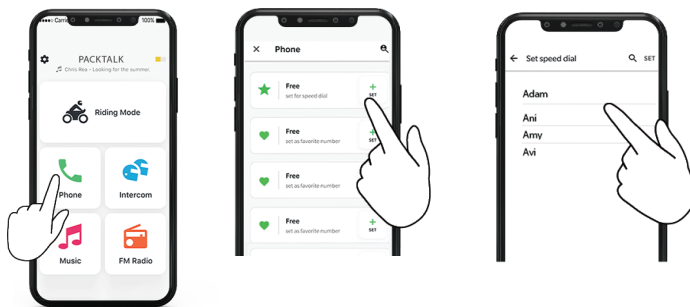 Carrie
100%
PACKTALK
Chris Rea - Looking for the summer
Riding Mode
Phone
Intercom
Music
FM Radio
Phone
Free
set for speed dial
SET
Free
set as favorite number
SET
Free
set as favorite number
Free
set as favorite number
SET
Set speed dial
SET
Adam
Ani
Amy
Avi